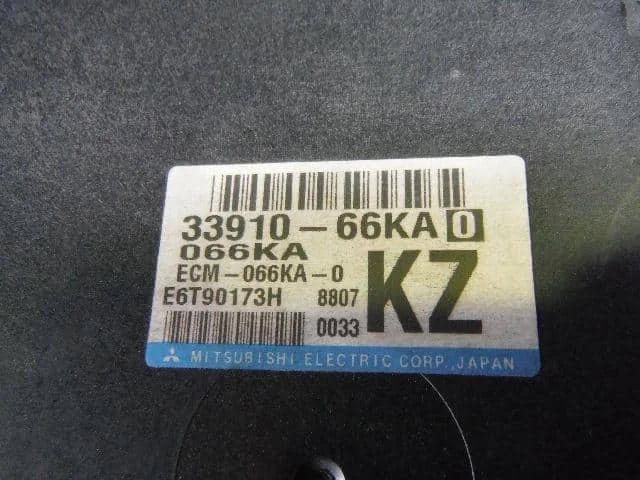 33910-66KA 0
066KA
ECM-066KA-0
E6T90173H 8807
0033
KZ
MITSUBISHI ELECTRIC CORP., JAPAN